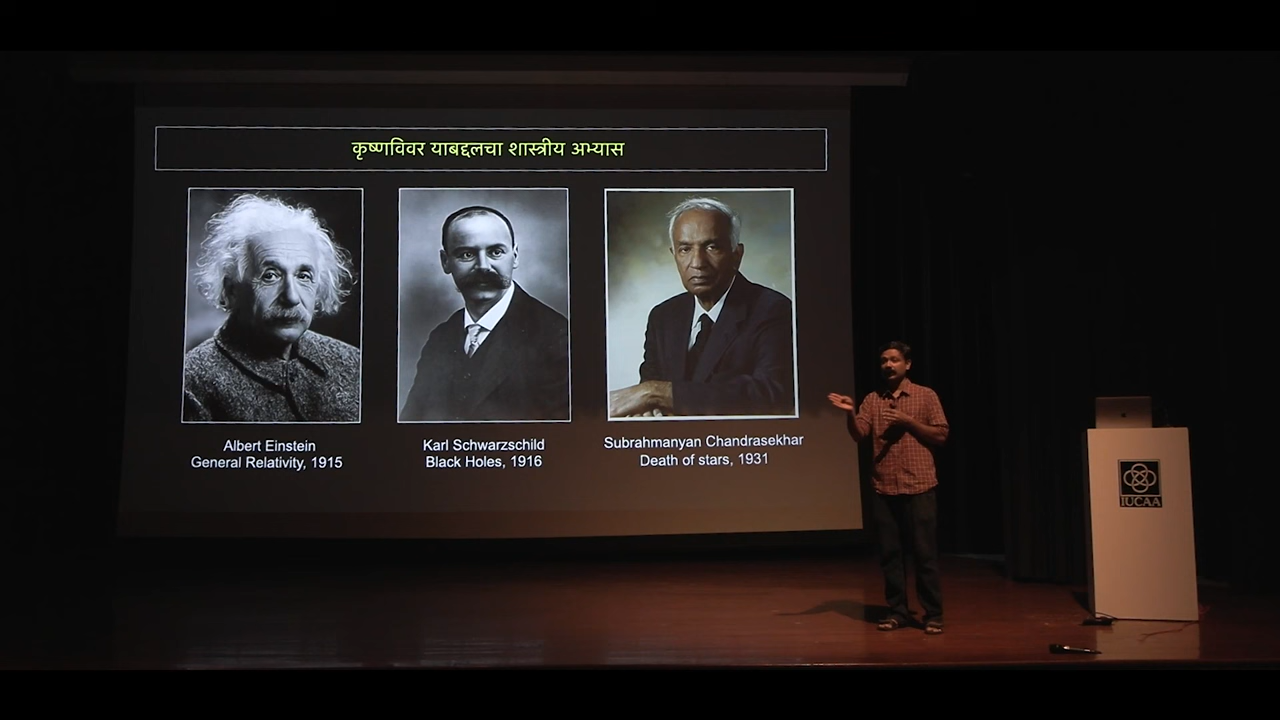 कृष्णविवर याबद्दलचा शास्त्रीय अभ्यास
Albert Einstein
General Relativity, 1915
Karl Schwarzschild
Black Holes, 1916
Subrahmanyan Chandrasekhar
Death of stars, 1931
IUCAA